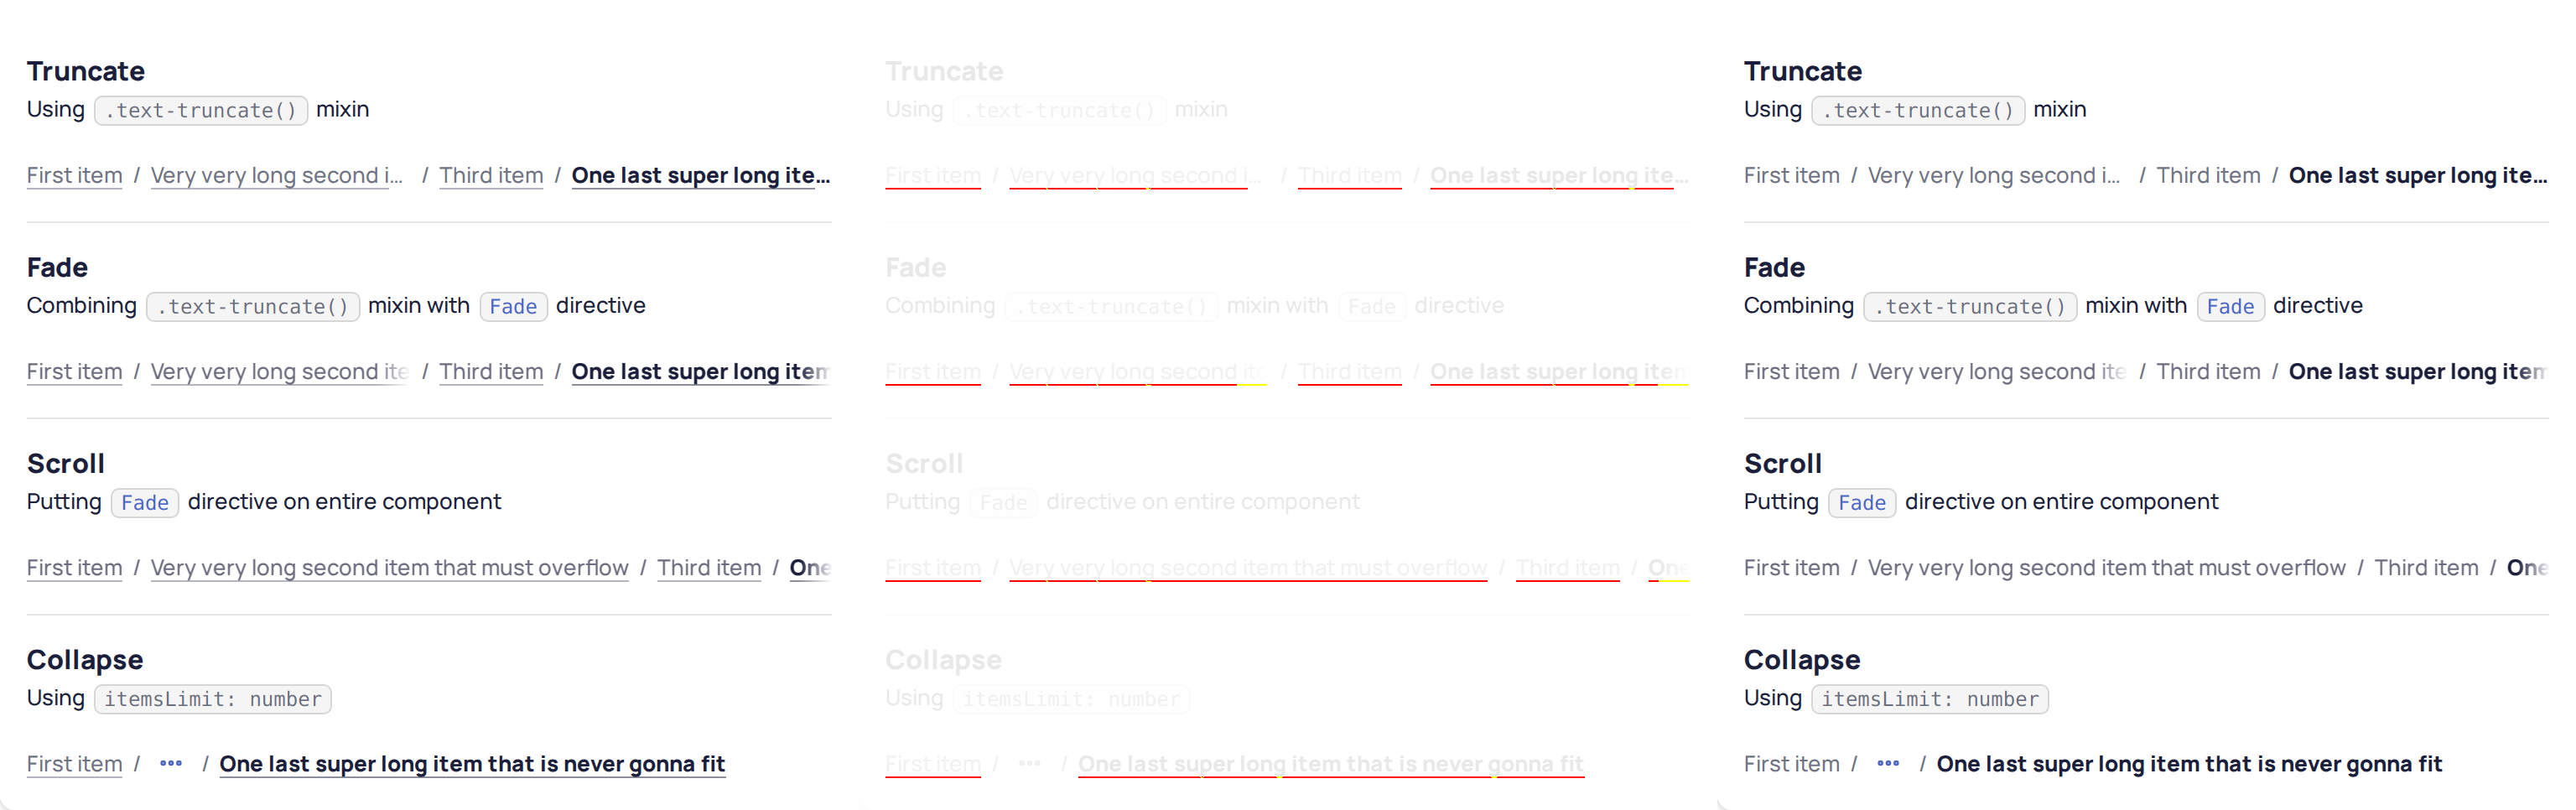 Truncate
Using .text-truncate() mixin
First item / Very very long second i... / Third item / One last super long ite...
Fade
Combining .text-truncate() mixin with Fade directive
First item / Very very long second ite / Third item / One last super long item
Scroll
Putting Fade directive on entire component
First item / Very very long second item that must overflow / Third item / One
Collapse
Using itemsLimit: number
First item / ••• / One last super long item that is never gonna fit
Truncate
Using .text-truncate() mixin
First item / Very very long second i... / Third item / One last super long ite...
Fade
Combining .text-truncate() mixin with Fade directive
First item / Very very long second ite / Third item / One last super long item
Scroll
Putting Fade directive on entire component
First item / Very very long second item that must overflow / Third item / One
Collapse
Using itemsLimit: number
First item / ••• / One last super long item that is never gonna fit
Truncate
Using .text-truncate() mixin
First item / Very very long second i... / Third item / One last super long ite...
Fade
Combining .text-truncate() mixin with Fade directive
First item / Very very long second ite / Third item / One last super long item
Scroll
Putting Fade directive on entire component
First item / Very very long second item that must overflow / Third item / One
Collapse
Using itemsLimit: number
First item / ••• / One last super long item that is never gonna fit